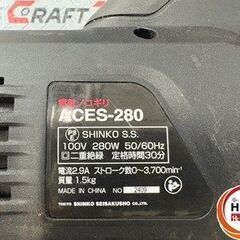 CRAFT
電気ノコギリ
ACES-280
SHINKO S.S.
100V 280W 50/60Hz
二重絶縁 定格時間30分
電流2.9A ストローク数0~3,700min⁻¹
質量1.5kg
MADE IN CHINA NO 2409
TOKYO SHINKO SEISAKUSHO CO.,LTD.